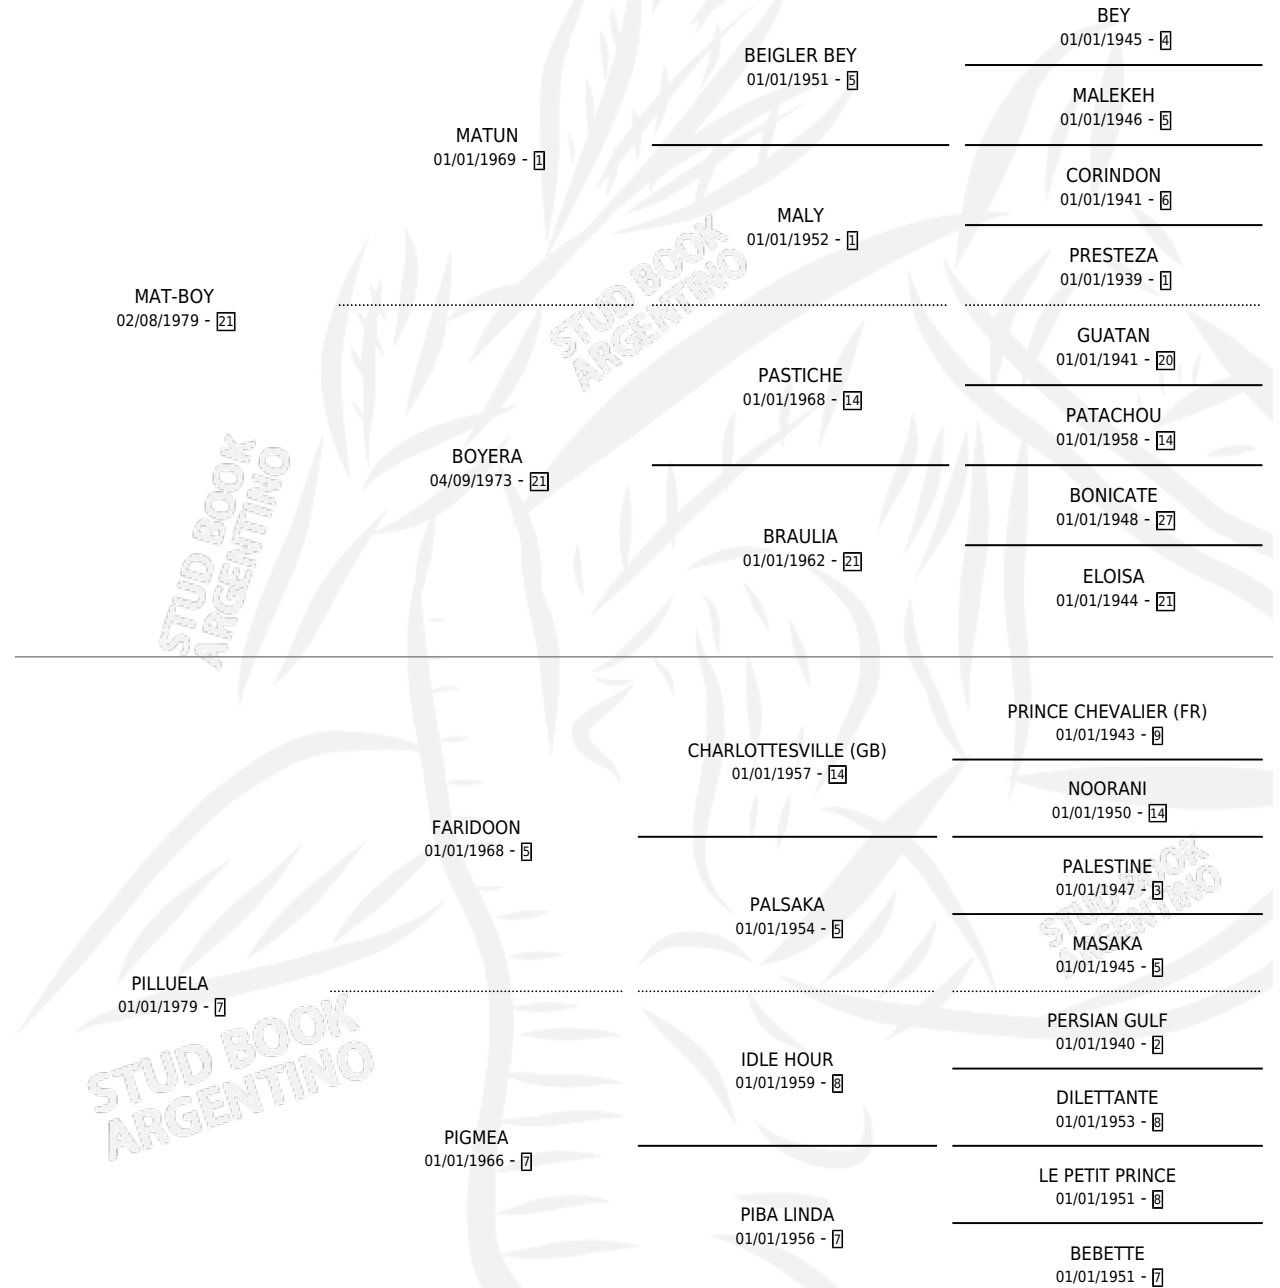 BEY
01/01/1945 - 4
BEIGLER BEY
01/01/1951 - 5
MALEKEH
01/01/1946 - 5
MATUN
01/01/1969 - 1
CORINDON
01/01/1941 - 6
MALY
01/01/1952 - 1
PRESTEZA
01/01/1939 - 1
MAT-BOY
02/08/1979 - 21
GUATAN
01/01/1941 - 20
PASTICHE
01/01/1968 - 14
PATACHOU
01/01/1958 - 14
BOYERA
04/09/1973 - 21
BONICATE
01/01/1948 - 27
BRAULIA
01/01/1962 - 21
ELOISA
01/01/1944 - 21
STUD BOOK
ARGENTINO
STUD BOOK
ARGENTINO
PRINCE CHEVALIER (FR)
01/01/1943 - 9
CHARLOTTESVILLE (GB)
01/01/1957 - 14
NOORANI
01/01/1950 - 14
FARIDOON
01/01/1968 - 5
PALESTINE
01/01/1947 - 3
PALSAKA
01/01/1954 - 5
MASAKA
01/01/1945 - 5
PILLUELA
01/01/1979 - 7
PERSIAN GULF
01/01/1940 - 2
IDLE HOUR
01/01/1959 - 8
DILETTANTE
01/01/1953 - 8
PIGMEA
01/01/1966 - 7
LE PETIT PRINCE
01/01/1951 - 8
PIBA LINDA
01/01/1956 - 7
BEBETTE
01/01/1951 - 7
STUD BOOK
ARGENTINO
STUD BOOK
ARGENTINO